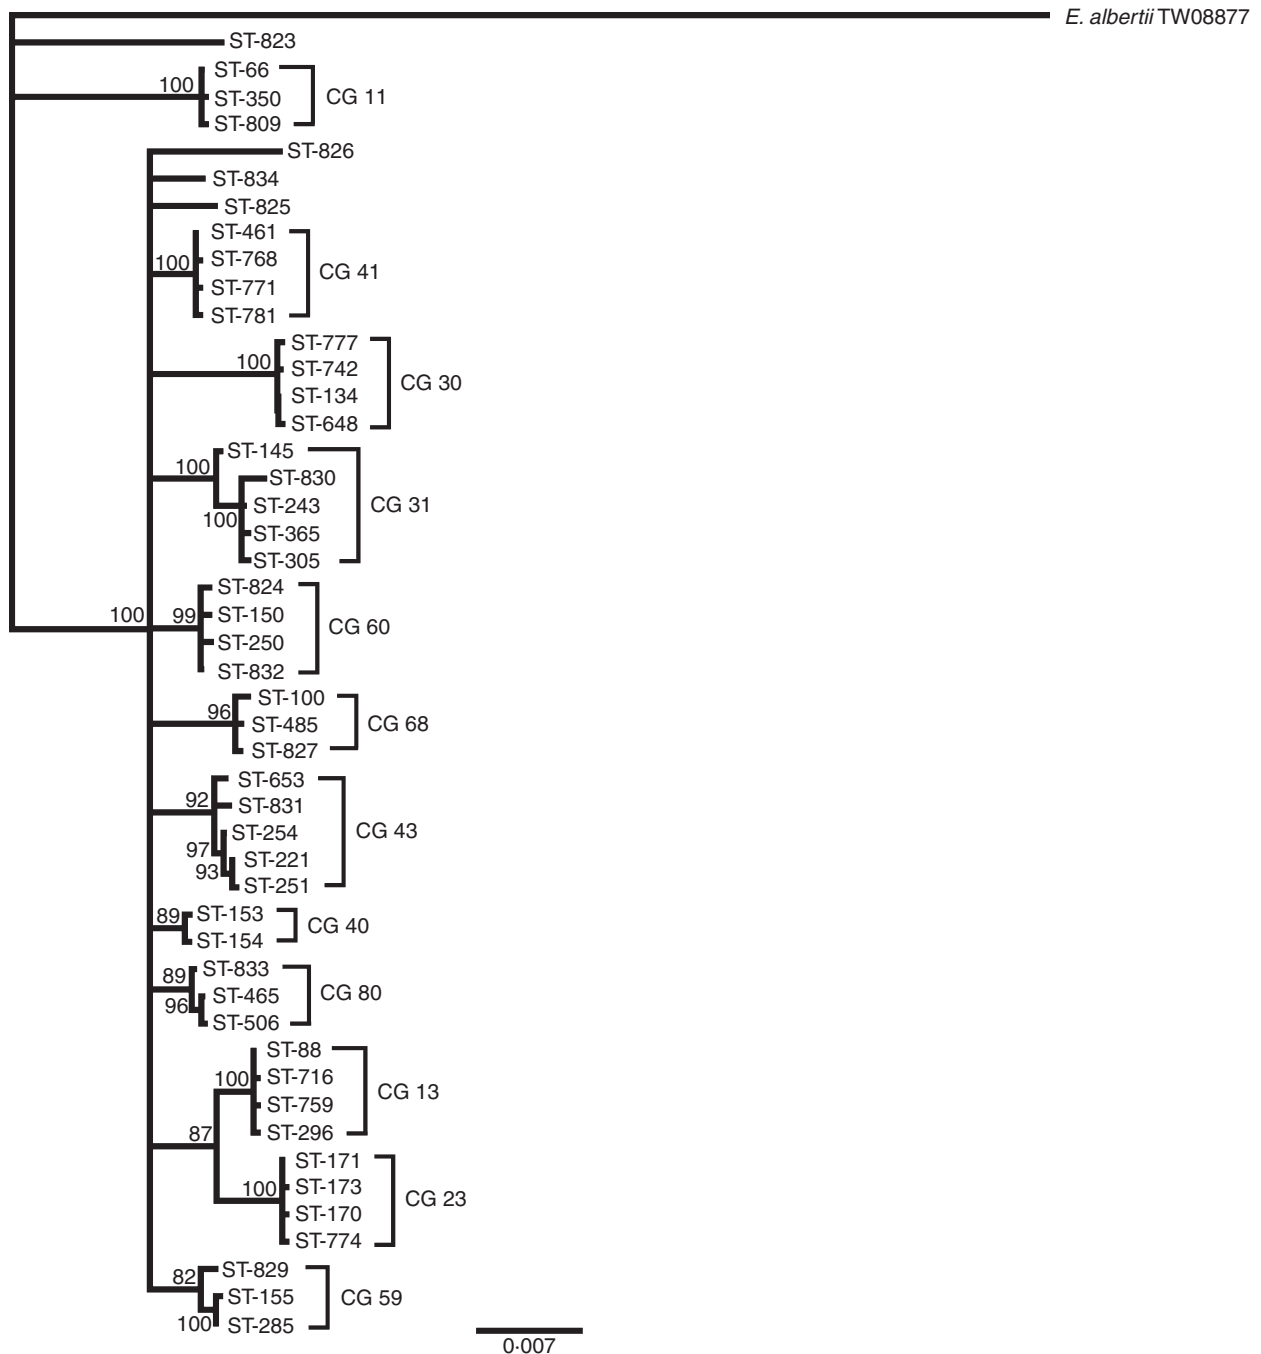 E. albertii TW08877
ST-823
ST-66
100
ST-350
CG 11
ST-809
ST-826
ST-834
ST-825
ST-461
100
ST-768
CG 41
ST-771
ST-781
ST-777
100
ST-742
CG 30
ST-134
ST-648
ST-145
100
ST-830
ST-243
CG 31
100
ST-365
ST-305
ST-824
100
99
ST-150
CG 60
ST-250
ST-832
ST-100
96
ST-485
CG 68
ST-827
ST-653
92
ST-831
ST-254
CG 43
97
ST-221
93
ST-251
89
ST-153
CG 40
ST-154
ST-833
89
ST-465
CG 80
96
ST-506
ST-88
100
ST-716
CG 13
ST-759
87
ST-296
ST-171
100
ST-173
CG 23
ST-170
ST-774
82
ST-829
ST-155
CG 59
100
ST-285
0·007